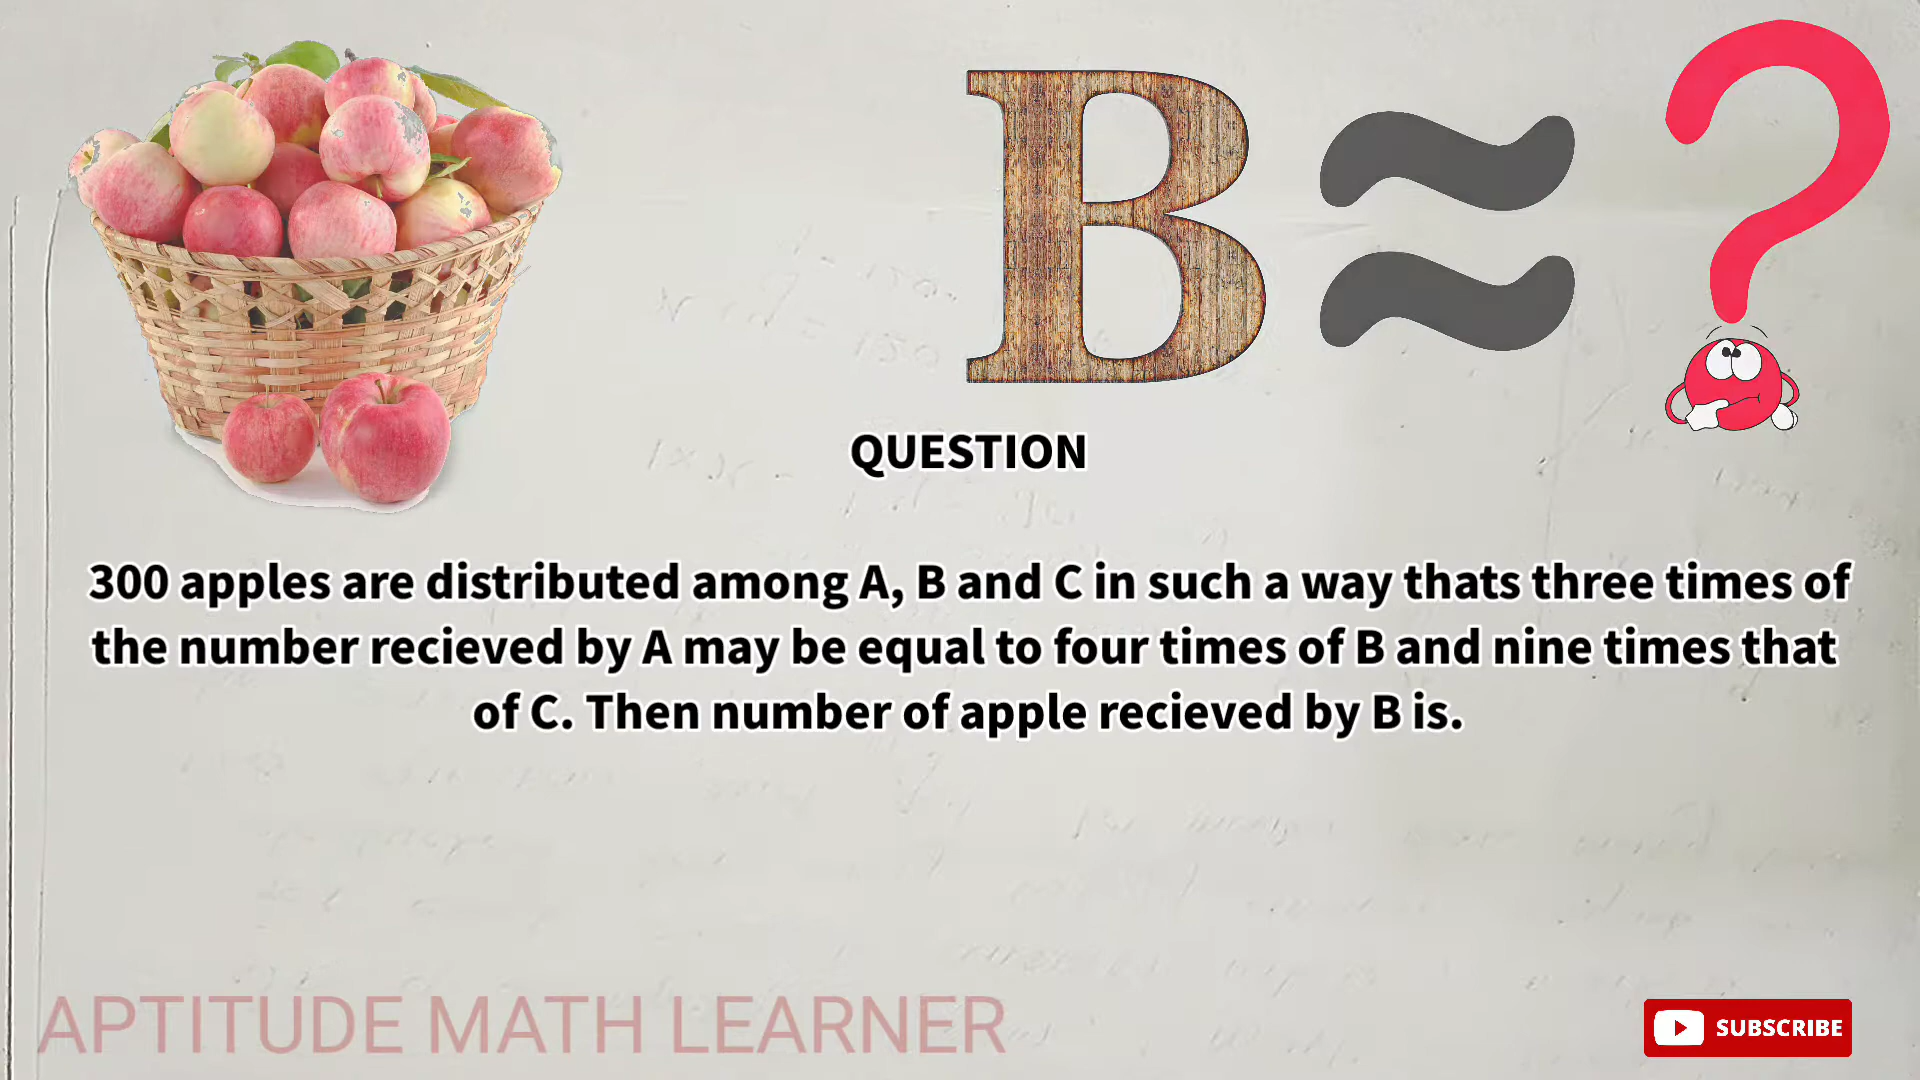 B
QUESTION
300 apples are distributed among A, B and C in such a way thats three times of
the number recieved by A may be equal to four times of B and nine times that
of C. Then number of apple recieved by B is.
APTITUDE MATH LEARNER
SUBSCRIBE